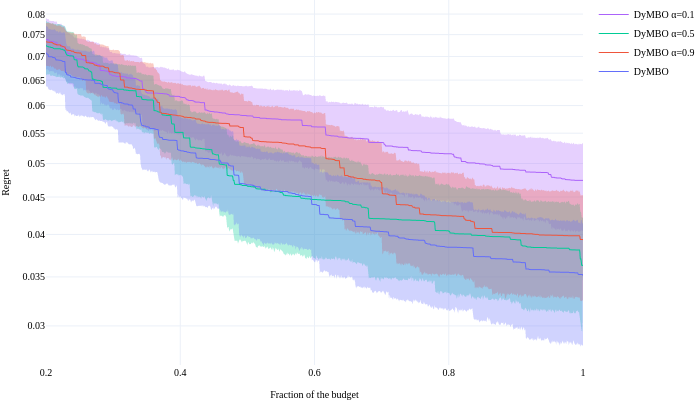 0.08
0.075
0.07
0.065
0.06
0.055
0.05
0.045
0.04
0.035
0.03
Regret
0.2
0.4
0.6
0.8
1
Fraction of the budget
DyMBO α=0.1
DyMBO α=0.5
DyMBO α=0.9
DyMBO